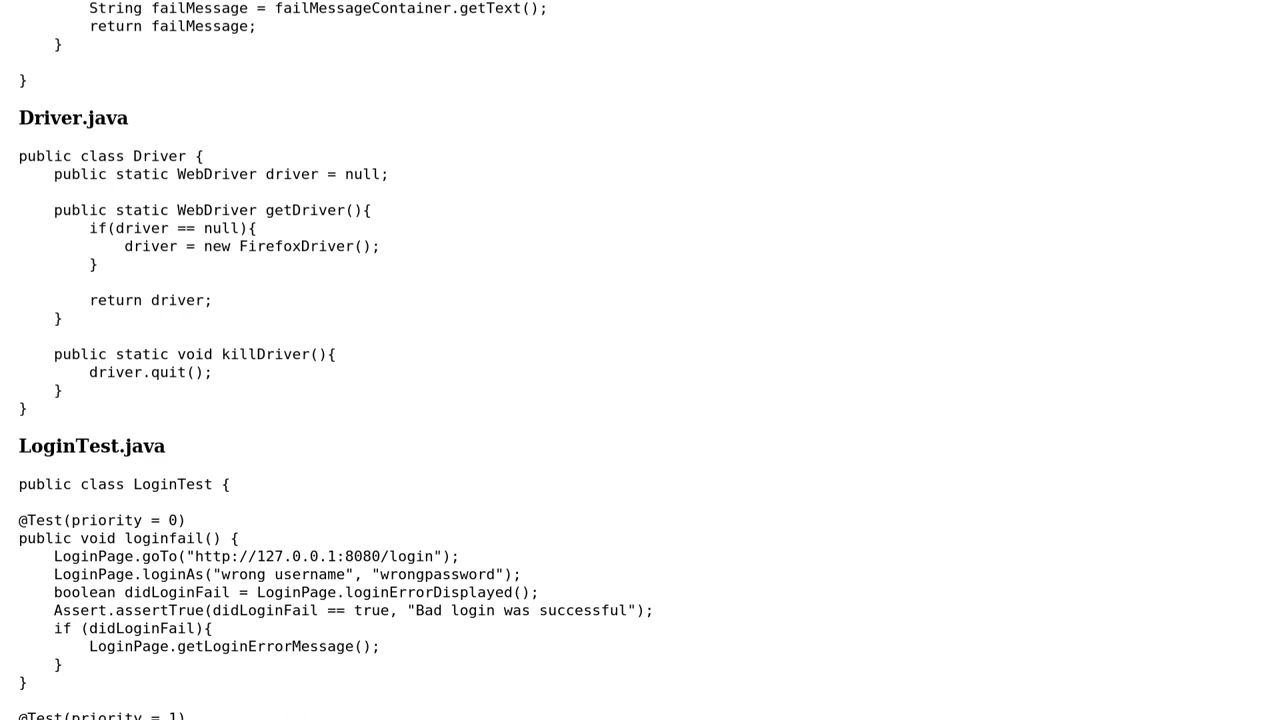 String failMessage = failMessageContainer.getText();
        return failMessage;
    }
}
Driver.java
public class Driver {
    public static WebDriver driver = null;
    public static WebDriver getDriver(){
        if(driver == null){
            driver = new FirefoxDriver();
        }
        return driver;
    }
    public static void killDriver(){
        driver.quit();
    }
}
LoginTest.java
public class LoginTest {
@Test(priority = 0)
public void loginfail() {
    LoginPage.goTo("http://127.0.0.1:8080/login");
    LoginPage.loginAs("wrong username", "wrongpassword");
    boolean didLoginFail = LoginPage.loginErrorDisplayed();
    Assert.assertTrue(didLoginFail == true, "Bad login was successful");
    if (didLoginFail){
        LoginPage.getLoginErrorMessage();
    }
}
@Test(priority = 1)